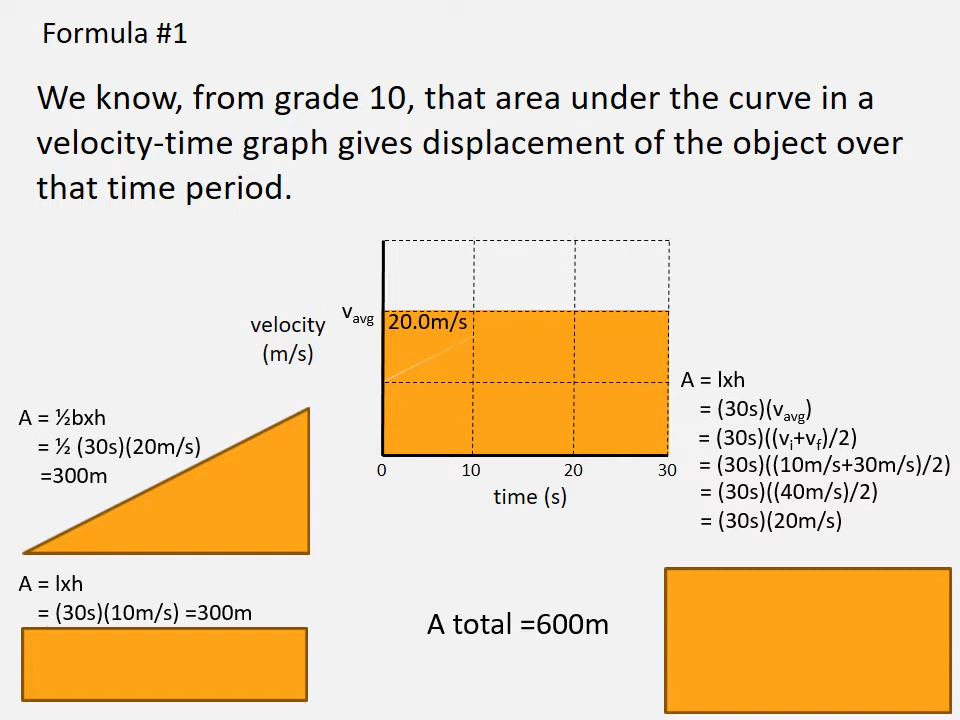 Formula #1
We know, from grade 10, that area under the curve in a
velocity-time graph gives displacement of the object over
that time period.
velocity
(m/s)
vavg
20.0m/s
0 10 20 30
time (s)
A = ½bxh
= ½ (30s)(20m/s)
=300m
A = lxh
= (30s)(10m/s) =300m
A total =600m
A = lxh
= (30s)(vavg)
= (30s)((vi+vf)/2)
= (30s)((10m/s+30m/s)/2)
= (30s)((40m/s)/2)
= (30s)(20m/s)